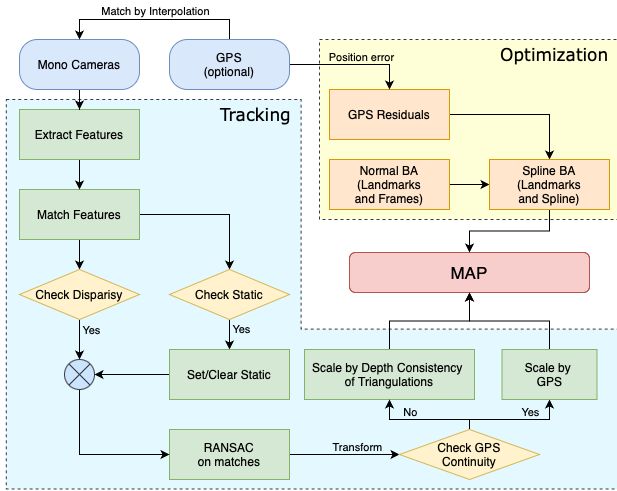 Match by Interpolation
Mono Cameras
GPS
(optional)
Position error
Optimization
Tracking
Extract Features
GPS Residuals
Match Features
Normal BA
(Landmarks
and Frames)
Spline BA
(Landmarks
and Spline)
MAP
Check Disparisy
Check Static
Yes
Yes
Set/Clear Static
Scale by Depth Consistency
of Triangulations
Scale by
GPS
No
Yes
RANSAC
on matches
Transform
Check GPS
Continuity